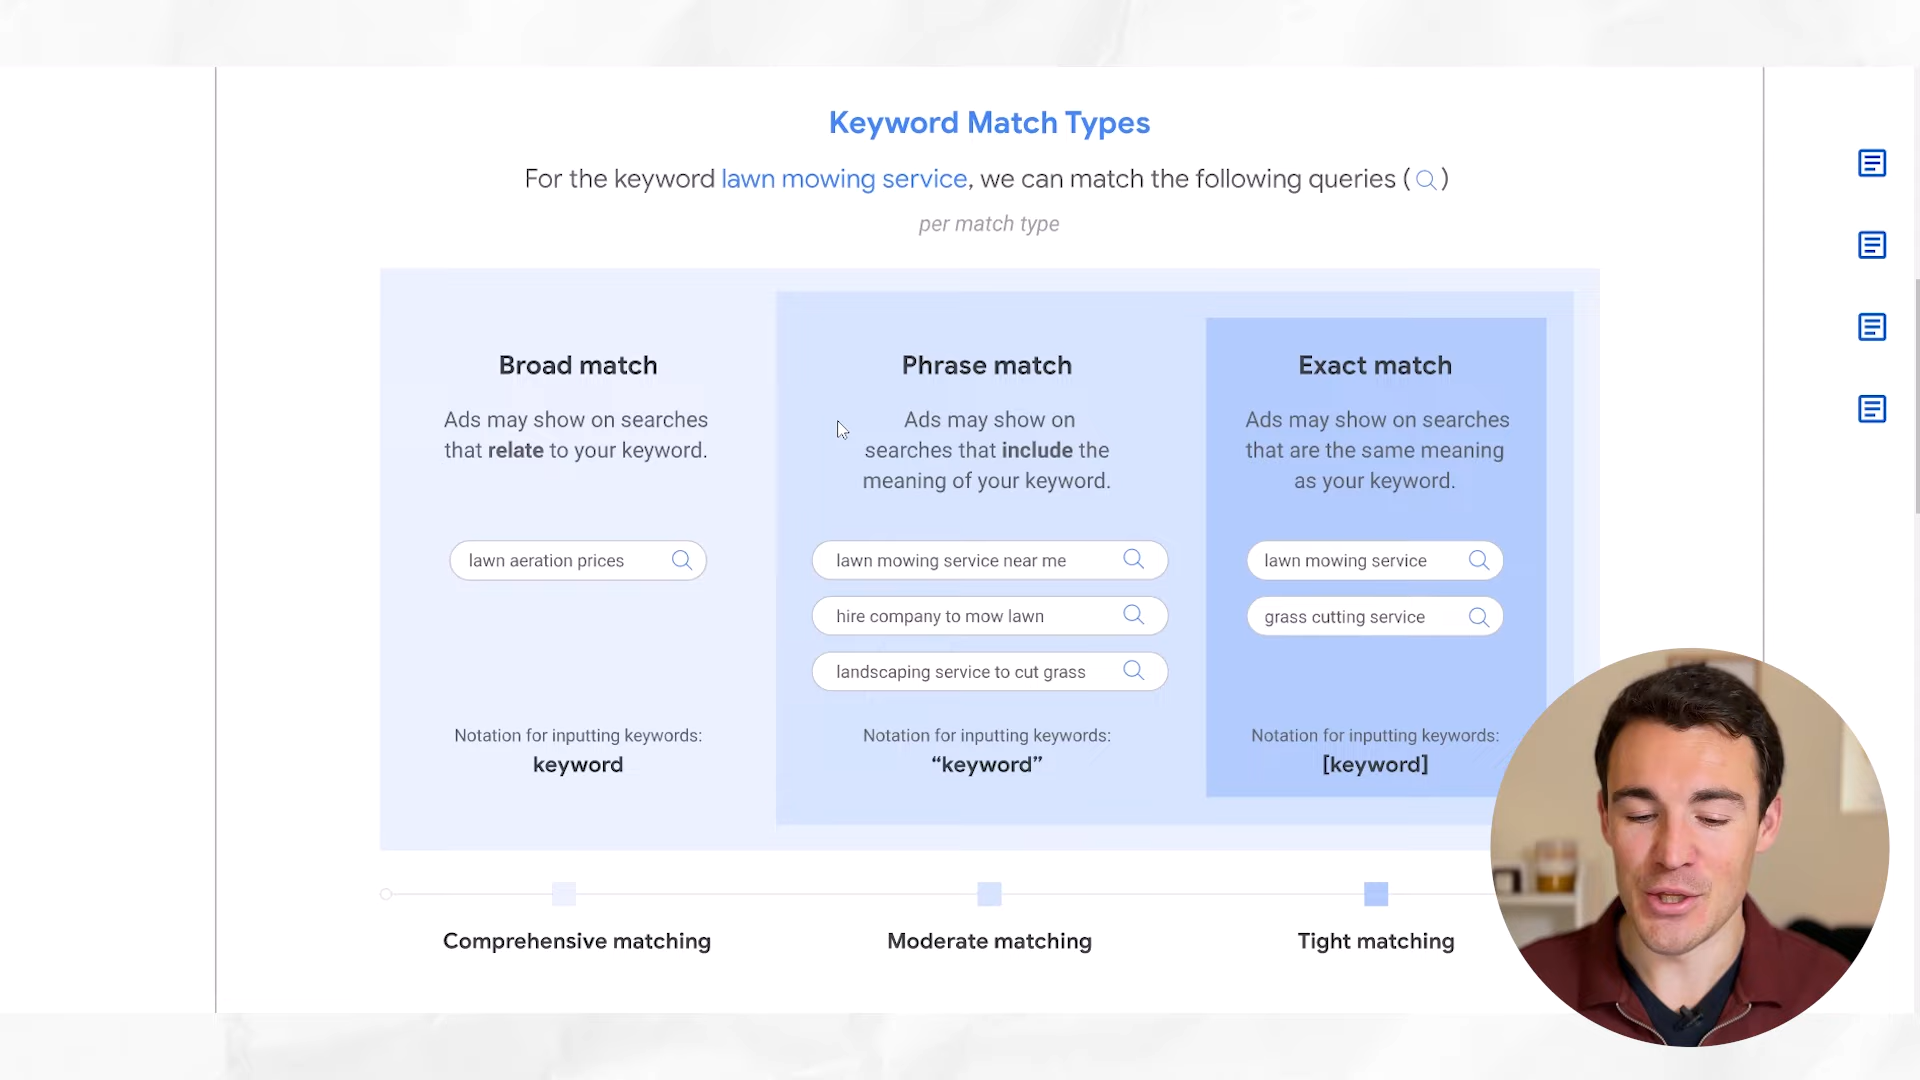 Keyword Match Types
For the keyword lawn mowing service, we can match the following queries ( )
per match type
Broad match
Ads may show on searches
that relate to your keyword.
lawn aeration prices
Notation for inputting keywords:
keyword
Phrase match
Ads may show on
searches that include the
meaning of your keyword.
lawn mowing service near me
hire company to mow lawn
landscaping service to cut grass
Notation for inputting keywords:
“keyword”
Exact match
Ads may show on searches
that are the same meaning
as your keyword.
lawn mowing service
grass cutting service
Notation for inputting keywords:
[keyword]
Comprehensive matching
Moderate matching
Tight matching